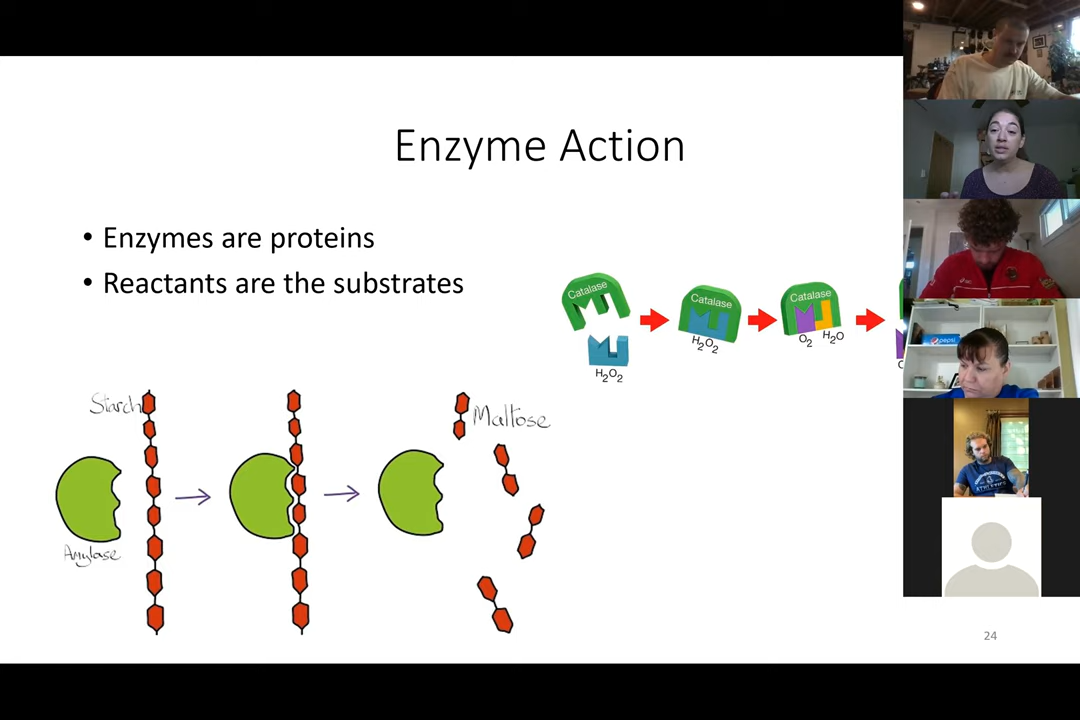 Enzyme Action
• Enzymes are proteins
• Reactants are the substrates
Catalase
H2O2
Catalase
H2O2
Catalase
O2 H2O
Starch
Amylase
Maltose
pepsi
ATHLETICS
24